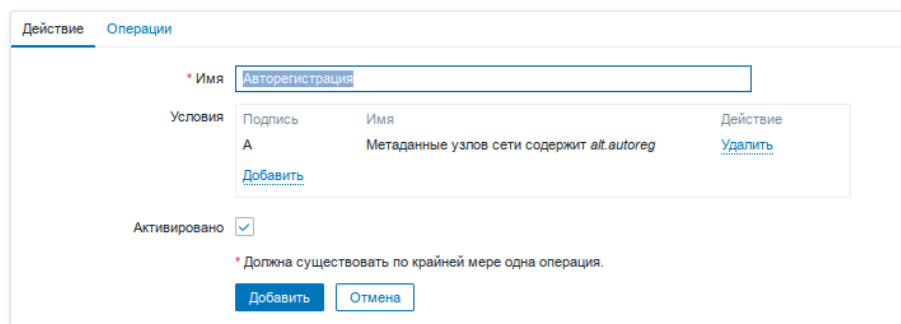 Действие Операции
* Имя Авторегистрация
Условия Подпись Имя Действие
A Метаданные узлов сети содержит alt.autoreg Удалить
Добавить
Активировано
* Должна существовать по крайней мере одна операция.
Добавить Отмена